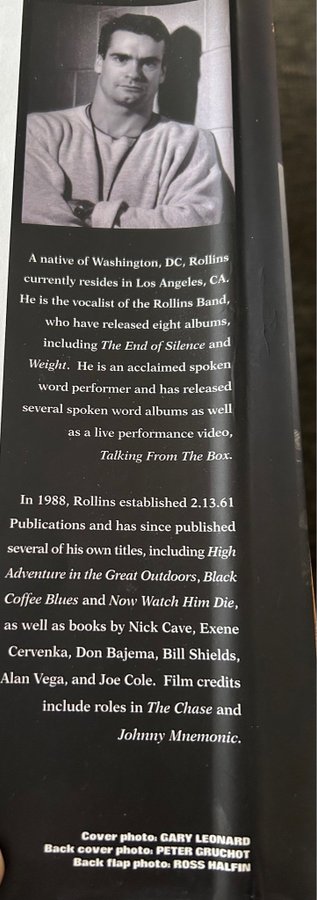 A native of Washington, DC, Rollins
currently resides in Los Angeles, CA.
He is the vocalist of the Rollins Band,
who have released eight albums,
including The End of Silence and
Weight. He is an acclaimed spoken
word performer and has released
several spoken word albums as well
as a live performance video,
Talking From The Box.
In 1988, Rollins established 2.13.61
Publications and has since published
several of his own titles, including High
Adventure in the Great Outdoors, Black
Coffee Blues and Now Watch Him Die,
as well as books by Nick Cave, Exene
Cervenka, Don Bajema, Bill Shields,
Alan Vega, and Joe Cole. Film credits
include roles in The Chase and
Johnny Mnemonic.
Cover photo: GARY LEONARD
Back cover photo: PETER GRUCHOT
Back flap photo: ROSS HALFIN